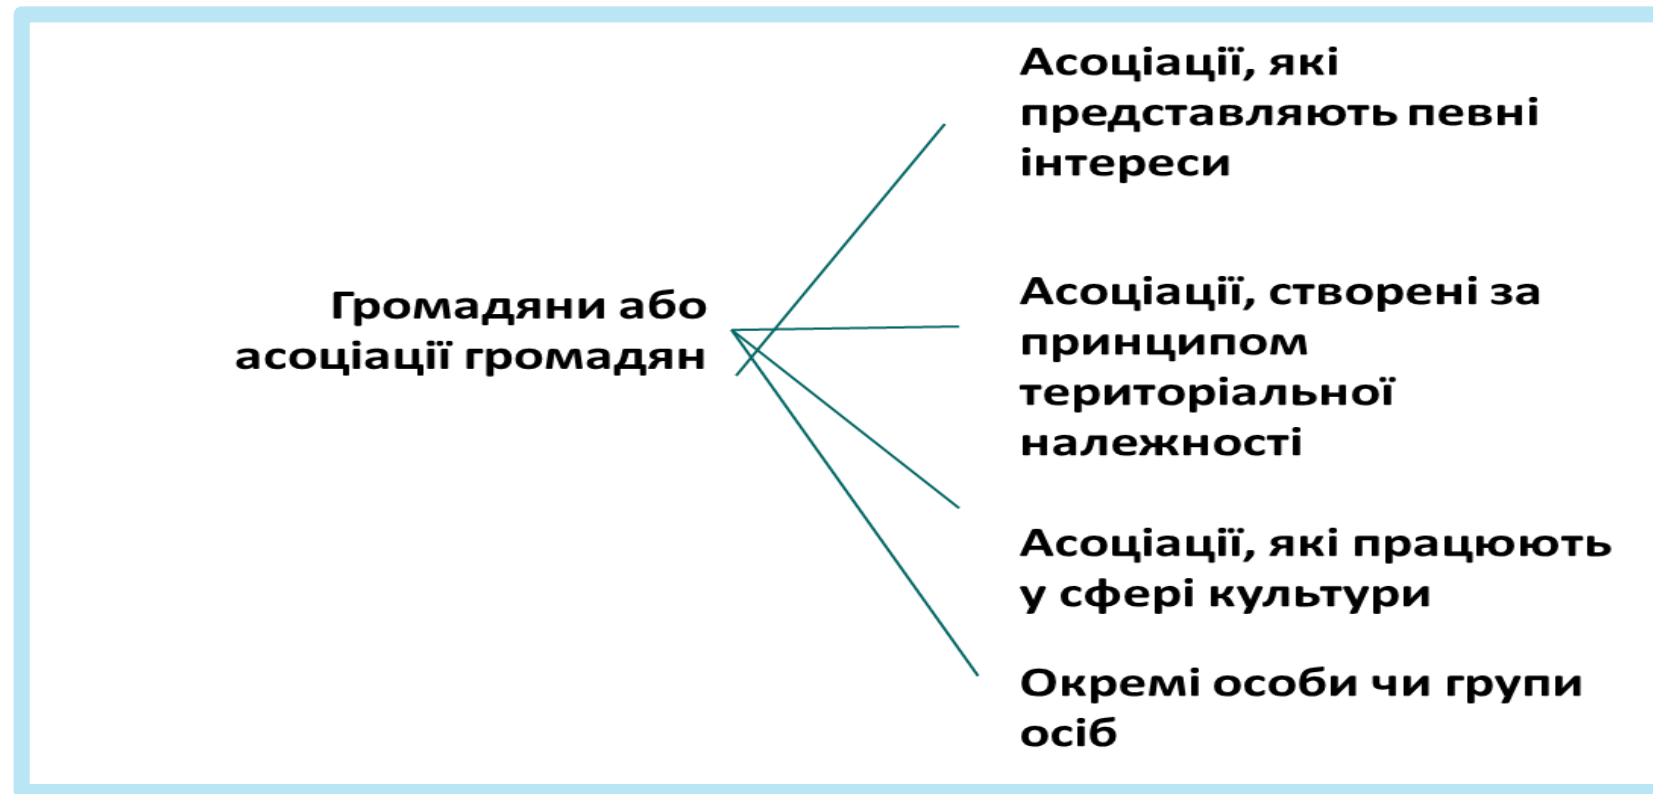 Громадяни або
асоціації громадян
Асоціації, які
представляють певні
інтереси
Асоціації, створені за
принципом
територіальної
належності
Асоціації, які працюють
у сфері культури
Окремі особи чи групи
осіб